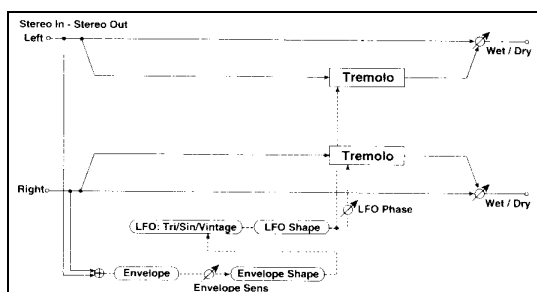 Stereo In - Stereo Out
Left
Wet / Dry
Tremolo
Tremolo
Right
Wet / Dry
LFO Phase
LFO: Tri/Sin/Vintage
LFO Shape
Envelope
Envelope Shape
Envelope Sens